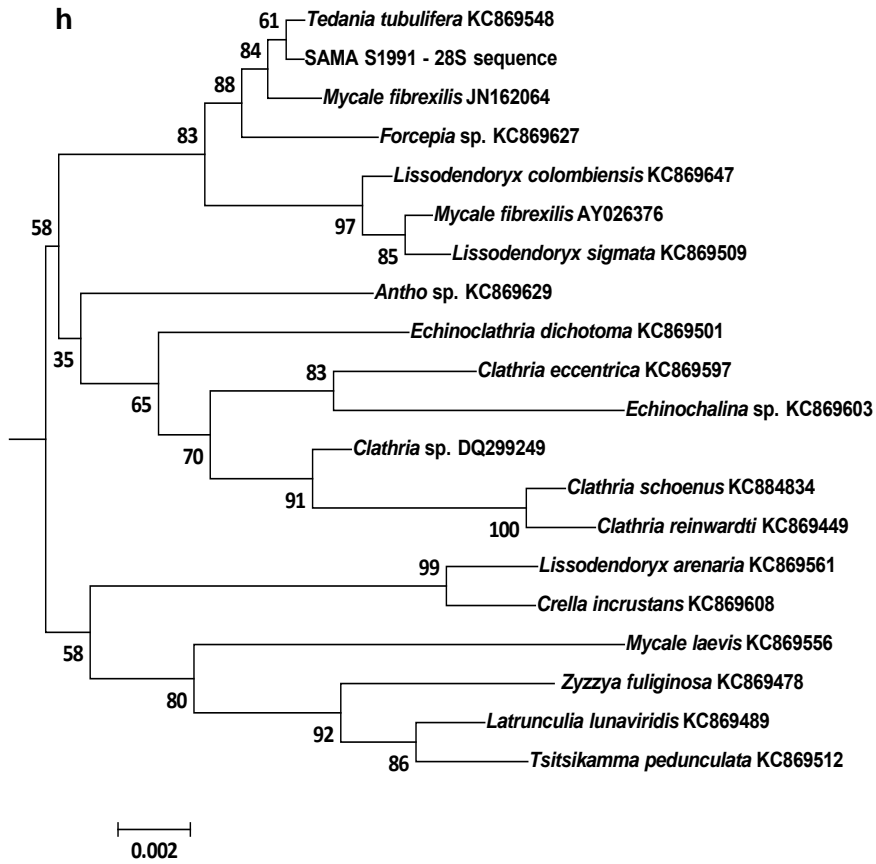 h
61
Tedania tubulifera KC869548
SAMA S1991 - 28S sequence
84
88
Mycale fibrexilis JN162064
83
Forcepia sp. KC869627
Lissodendoryx colombiensis KC869647
97
Mycale fibrexilis AY026376
58
85
Lissodendoryx sigmata KC869509
Antho sp. KC869629
35
Echinoclathria dichotoma KC869501
83
Clathria eccentrica KC869597
65
Echinochalina sp. KC869603
70
Clathria sp. DQ299249
91
Clathria schoenus KC884834
100
Clathria reinwardti KC869449
99
Lissodendoryx arenaria KC869561
Crella incrustans KC869608
58
Mycale laevis KC869556
80
Zyzzya fuliginosa KC869478
92
Latrunculia lunaviridis KC869489
86
Tsitsikamma pedunculata KC869512
0.002